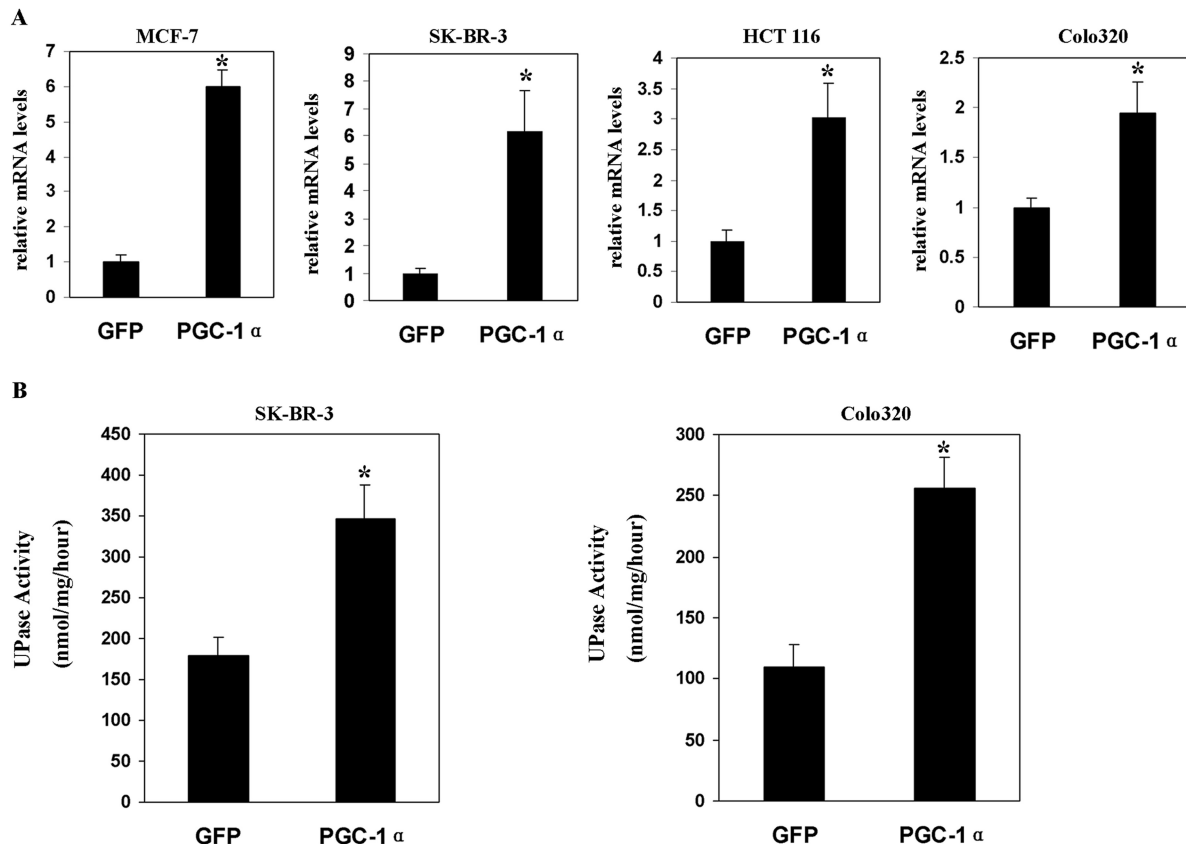 A
MCF-7
relative mRNA levels
7
6
5
4
3
2
1
0
*
GFP PGC-1 α
SK-BR-3
relative mRNA levels
9
8
7
6
5
4
3
2
1
0
*
GFP PGC-1 α
HCT 116
relative mRNA levels
4
3.5
3
2.5
2
1.5
1
0.5
0
*
GFP PGC-1 α
Colo320
relative mRNA levels
2.5
2
1.5
1
0.5
0
*
GFP PGC-1 α
B
SK-BR-3
UPase Activity
(nmol/mg/hour)
450
400
350
300
250
200
150
100
50
0
*
GFP PGC-1 α
Colo320
UPase Activity
(nmol/mg/hour)
300
250
200
150
100
50
0
*
GFP PGC-1 α